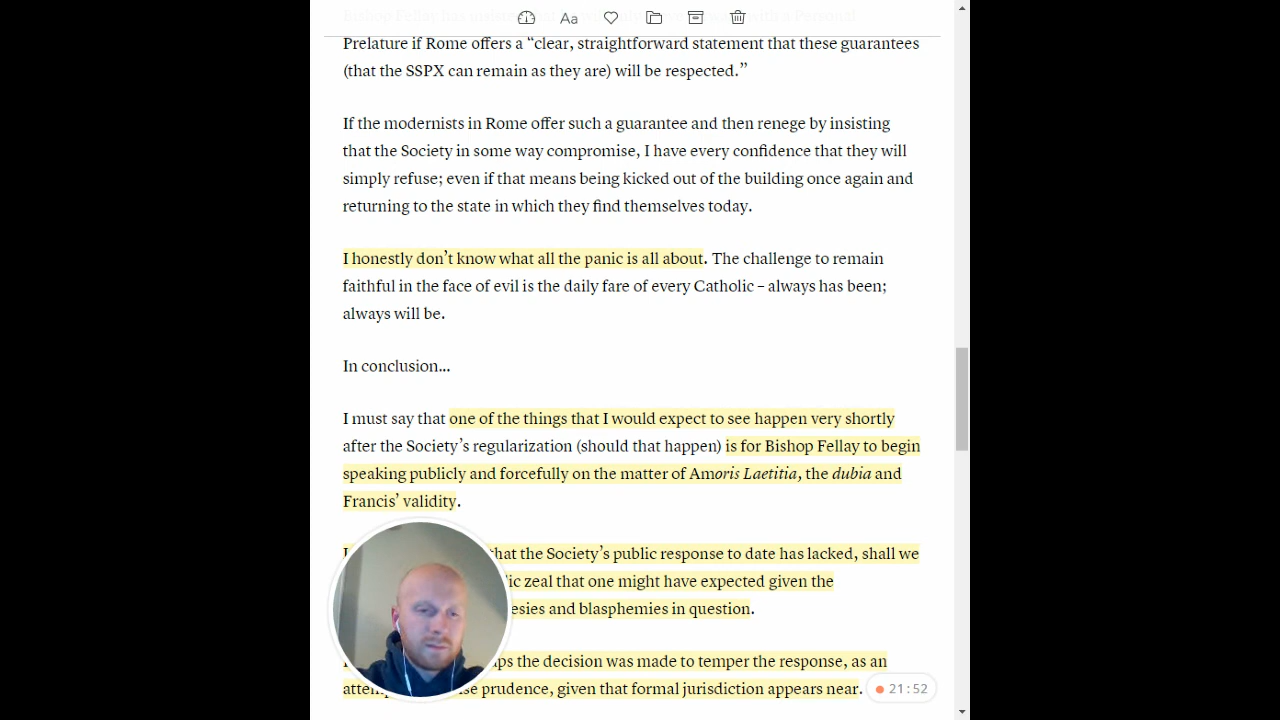 Prelature if Rome offers a “clear, straightforward statement that these guarantees
(that the SSPX can remain as they are) will be respected.”
If the modernists in Rome offer such a guarantee and then renege by insisting
that the Society in some way compromise, I have every confidence that they will
simply refuse; even if that means being kicked out of the building once again and
returning to the state in which they find themselves today.
I honestly don’t know what all the panic is all about. The challenge to remain
faithful in the face of evil is the daily fare of every Catholic – always has been;
always will be.
In conclusion…
I must say that one of the things that I would expect to see happen very shortly
after the Society’s regularization (should that happen) is for Bishop Fellay to begin
speaking publicly and forcefully on the matter of Amoris Laetitia, the dubia and
Francis’ validity.
that the Society’s public response to date has lacked, shall we
zeal that one might have expected given the
and blasphemies in question.
the decision was made to temper the response, as an
prudence, given that formal jurisdiction appears near.
Aa
21:52